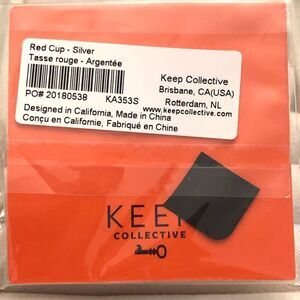 Red Cup - Silver
Tasse rouge - Argentée
Keep Collective
Brisbane, CA(USA)
PO# 20180538 KA353S Rotterdam, NL
Designed in California, Made in China
www.keepcollective.com
Conçu en Californie, Fabriqué en Chine
KEEP
COLLECTIVE